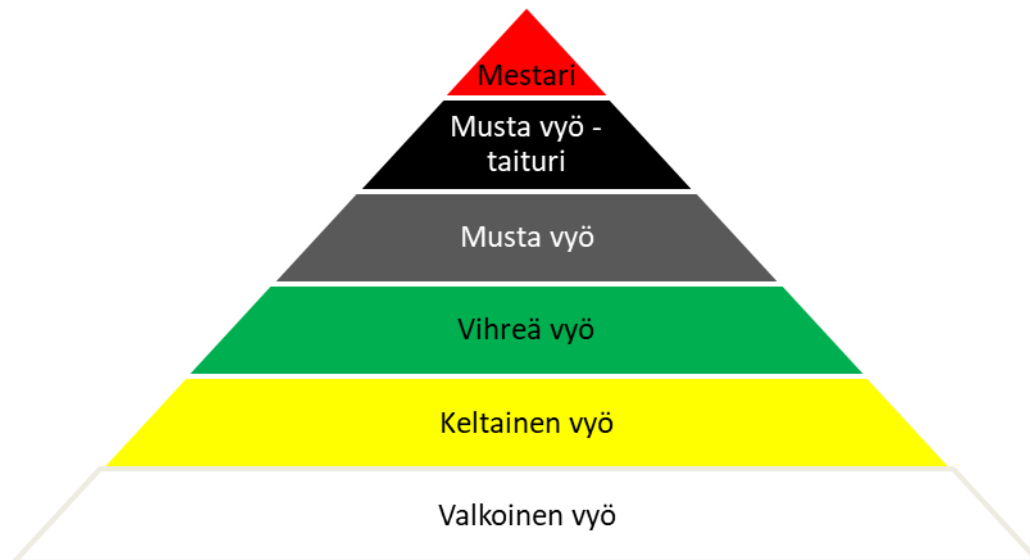 Mestari
Musta vyö -
taituri
Musta vyö
Vihreä vyö
Keltainen vyö
Valkoinen vyö